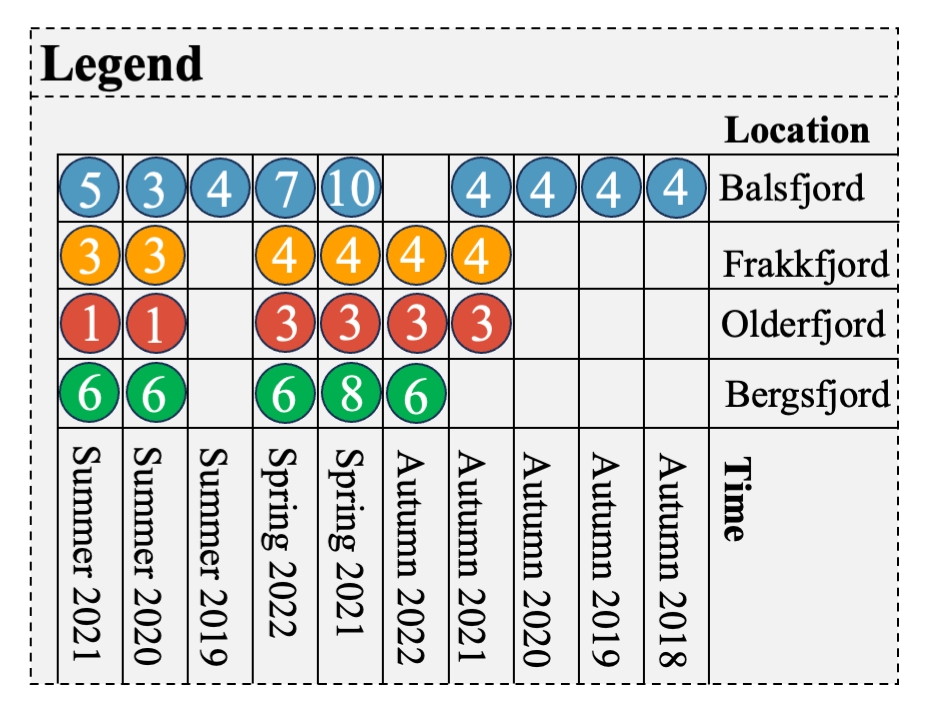 Legend
Location
5 3 4 7 10 4 4 4 4 Balsfjord
3 3 4 4 4 4 Frakkfjord
1 1 3 3 3 3 Olderfjord
6 6 6 8 6 Bergsfjord
Summer 2021
Summer 2020
Summer 2019
Spring 2022
Spring 2021
Autumn 2022
Autumn 2021
Autumn 2020
Autumn 2019
Autumn 2018
Time